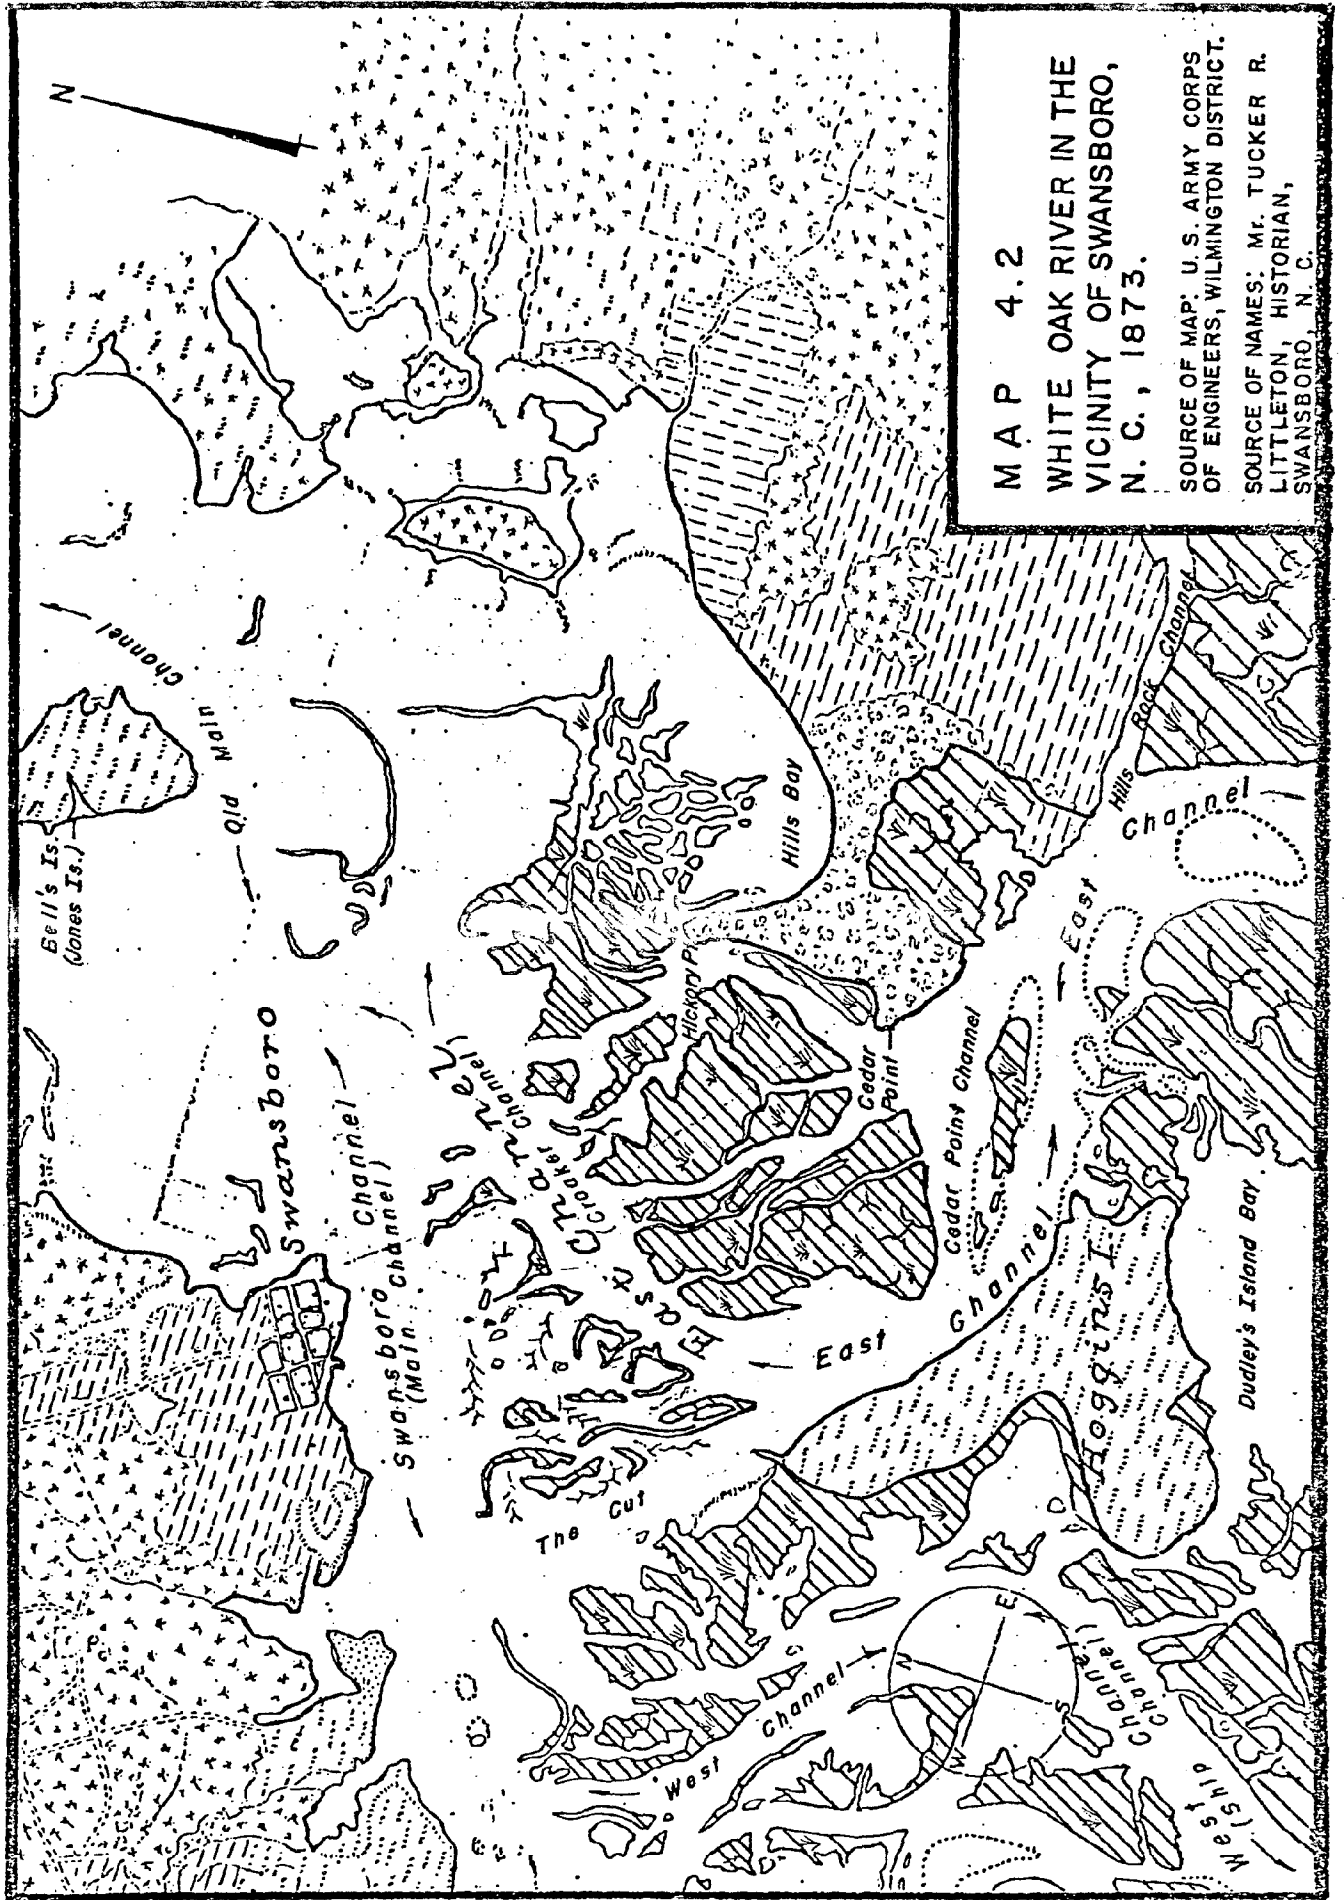 MAP 4.2
WHITE OAK RIVER IN THE
VICINITY OF SWANSBORO,
N. C., 1873.
SOURCE OF MAP: U.S. ARMY CORPS
OF ENGINEERS, WILMINGTON DISTRICT.
SOURCE OF NAMES: Mr. TUCKER R.
LITTLETON, HISTORIAN,
SWANSBORO, N. C.
N
Bell's Is.
(Jones Is.)
Old Main Channel
Swansboro
Swansboro Channel
(Main Channel)
East Channel
(Croaker Channel)
Hills Bay
Hickory Pt.
Cedar
Point
Cedar Point Channel
Hills Rock Channel
East Channel
East Channel
Hoggins I.
Dudley's Island Bay
The Cut
West Channel
N
E
S
W
West Channel
(Ship Channel)